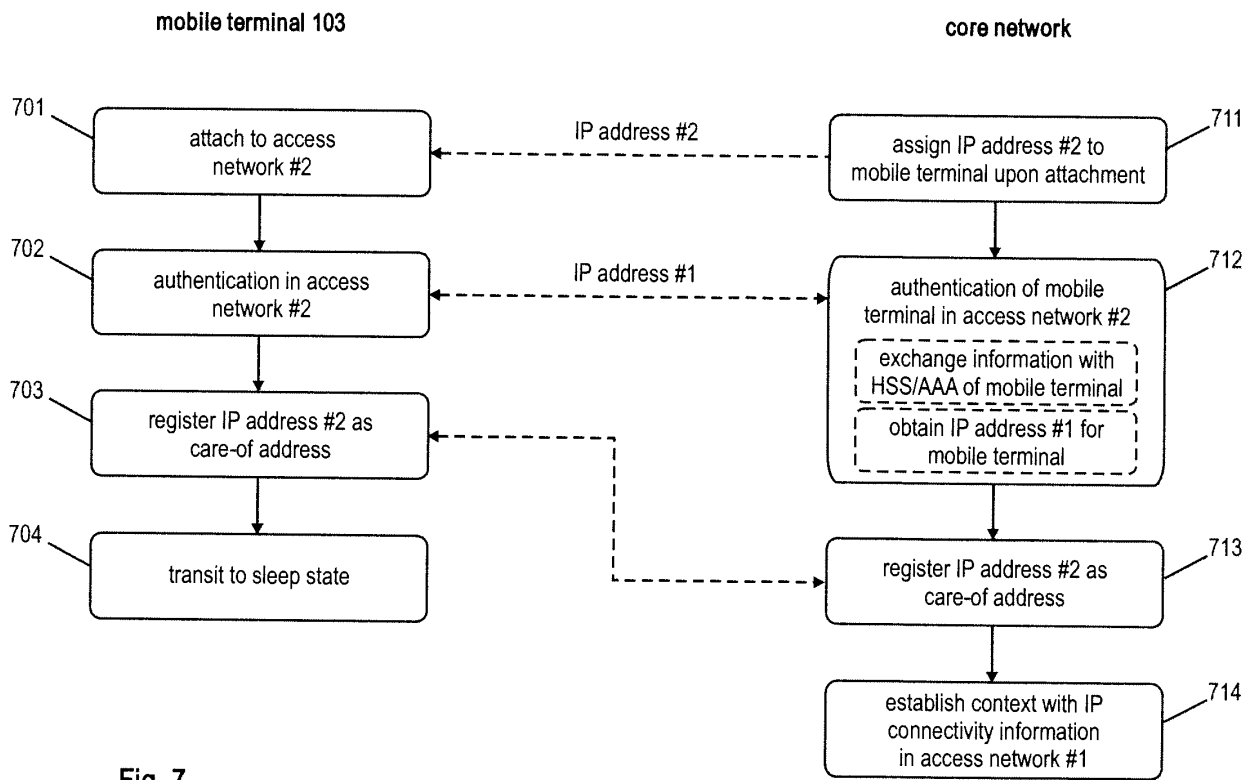 mobile terminal 103
core network
701
attach to access
network #2
IP address #2
711
assign IP address #2 to
mobile terminal upon attachment
702
authentication in access
network #2
IP address #1
712
authentication of mobile
terminal in access network #2
exchange information with
HSS/AAA of mobile terminal
obtain IP address #1 for
mobile terminal
703
register IP address #2 as
care-of address
704
transit to sleep state
713
register IP address #2 as
care-of address
714
establish context with IP
connectivity information
in access network #1
Fig. 7